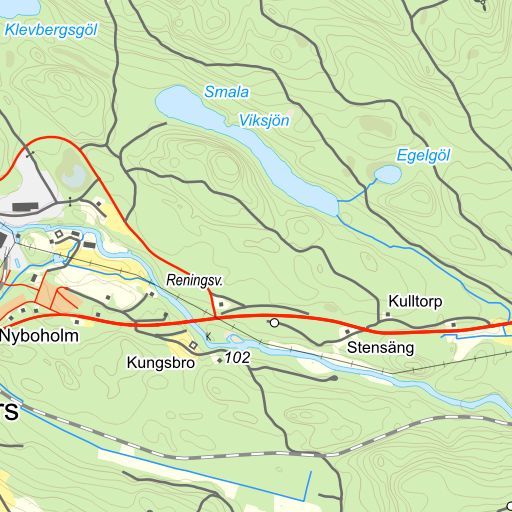 Klevbergsgöl
Smala
Viksjön
Egelgöl
Reningsv.
Kulltorp
Nyboholm
Stensäng
Kungsbro
102
K
rs